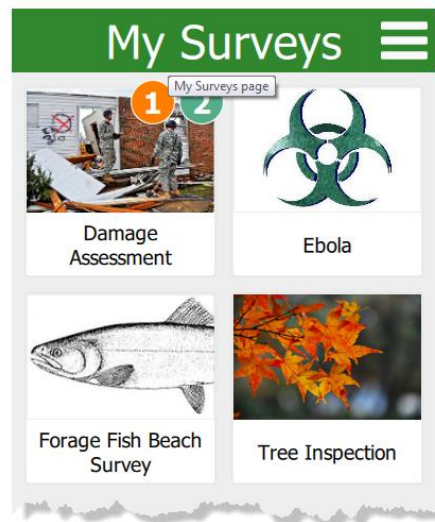 My Surveys
My Surveys page
1
2
Damage
Assessment
Ebola
Forage Fish Beach
Survey
Tree Inspection